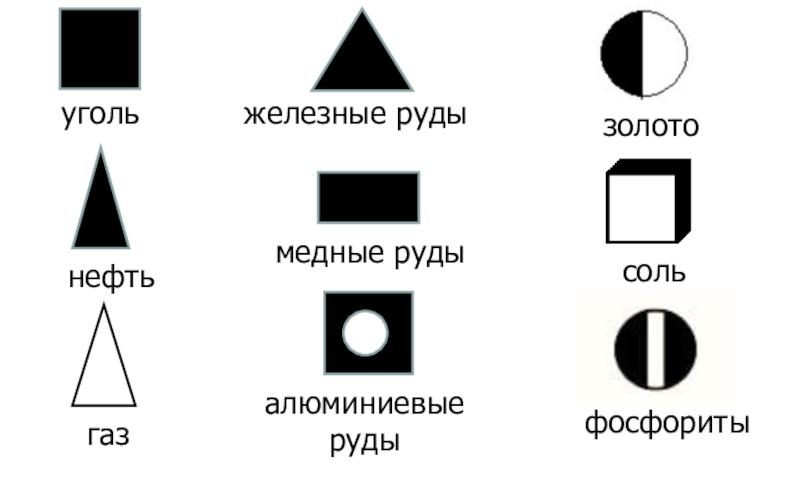 уголь
железные руды
золото
нефть
медные руды
соль
газ
алюминиевые
руды
фосфориты